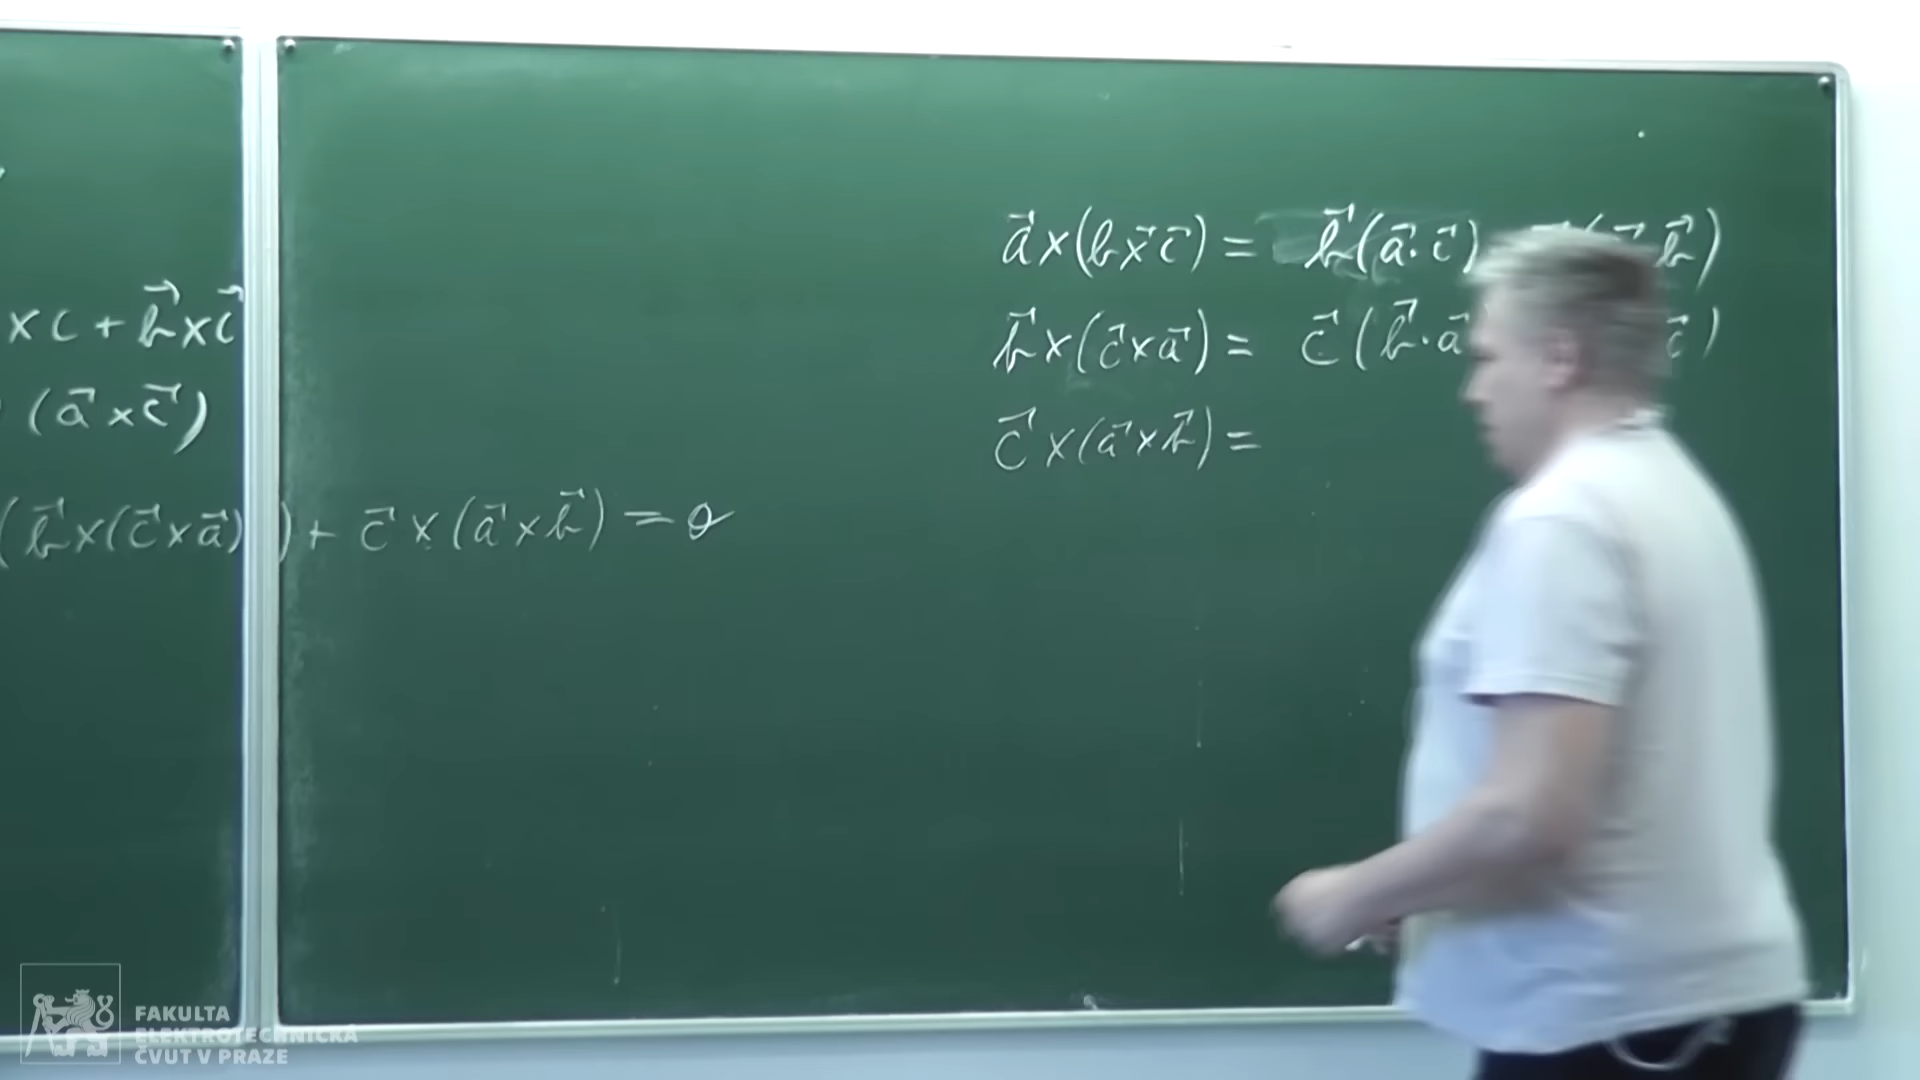 ×c + b⃗×c⃗
(a⃗×c⃗)
(b⃗×(c⃗×a⃗)) + c⃗×(a⃗×b⃗) = 0
a⃗×(b×⃗c⃗) = b⃗(a⃗·c⃗) b⃗)
b⃗×(c⃗×a⃗) = c⃗(b⃗·a⃗ c⃗)
c⃗×(a⃗×b⃗) =
FAKULTA
ELEKTROTECHNICKÁ
ČVUT V PRAZE